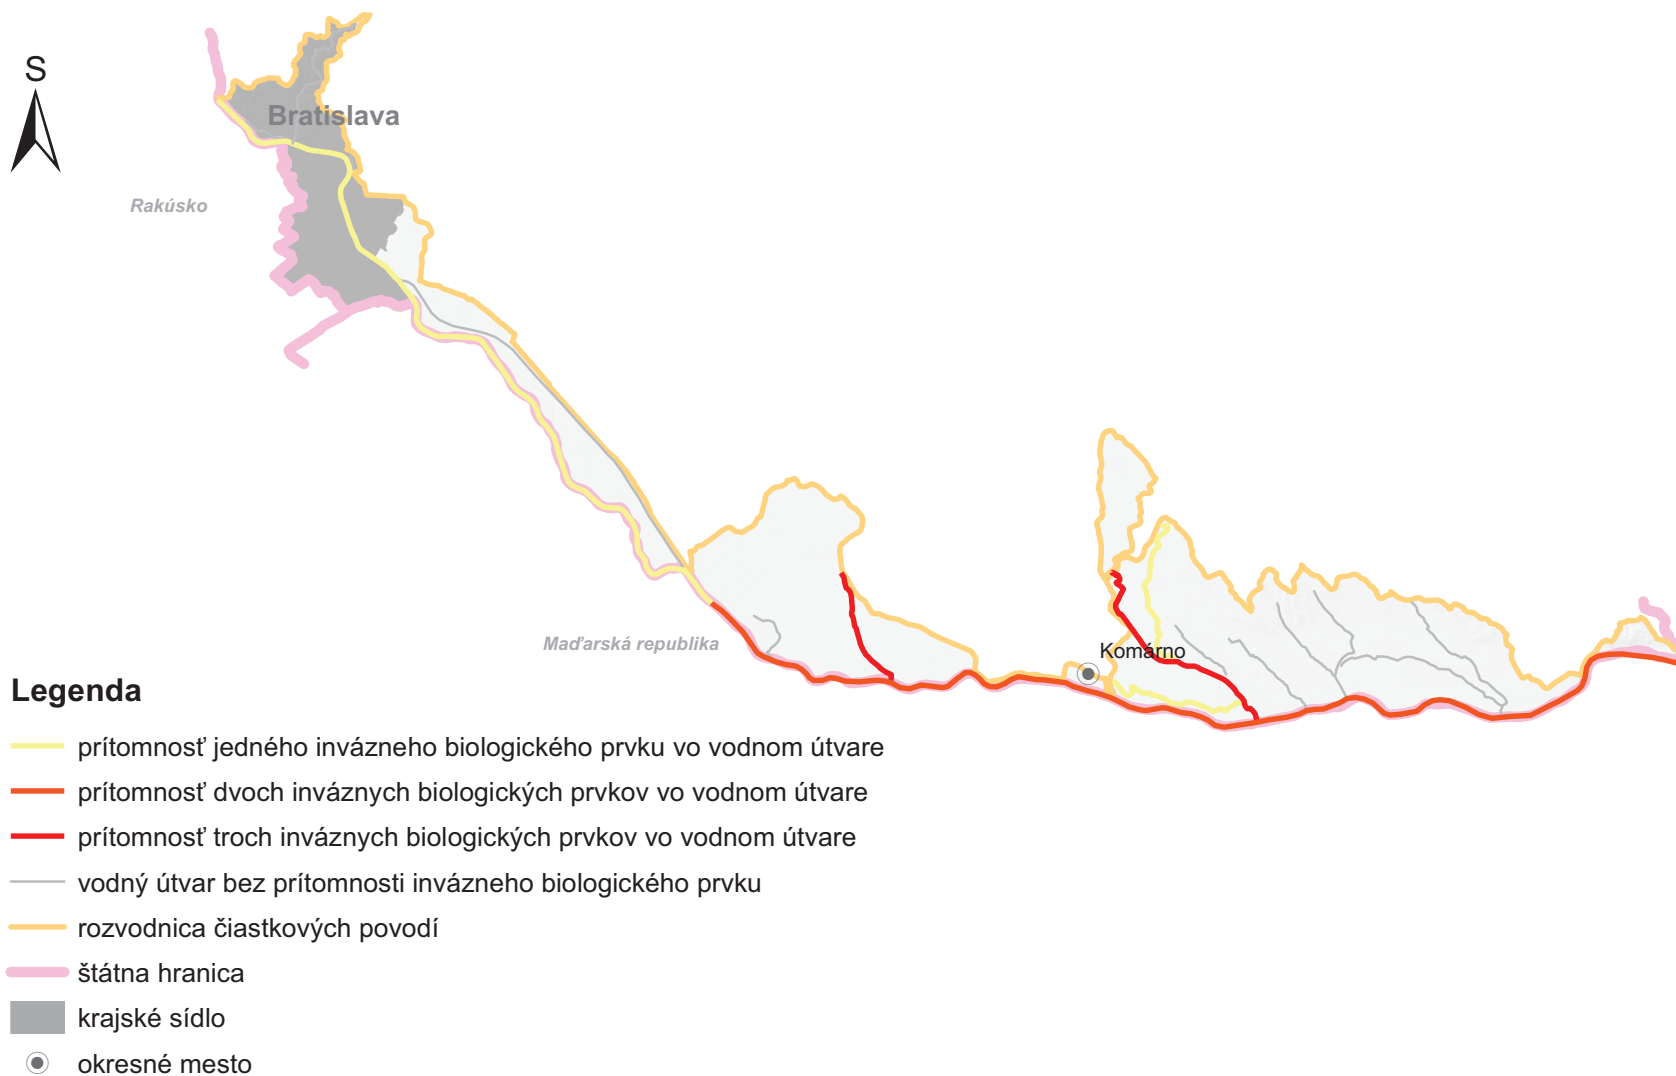 S
Bratislava
Rakúsko
Maďarská republika
Komárno
Legenda
prítomnosť jedného invázneho biologického prvku vo vodnom útvare
prítomnosť dvoch inváznych biologických prvkov vo vodnom útvare
prítomnosť troch inváznych biologických prvkov vo vodnom útvare
vodný útvar bez prítomnosti invázneho biologického prvku
rozvodnica čiastkových povodí
štátna hranica
krajské sídlo
okresné mesto